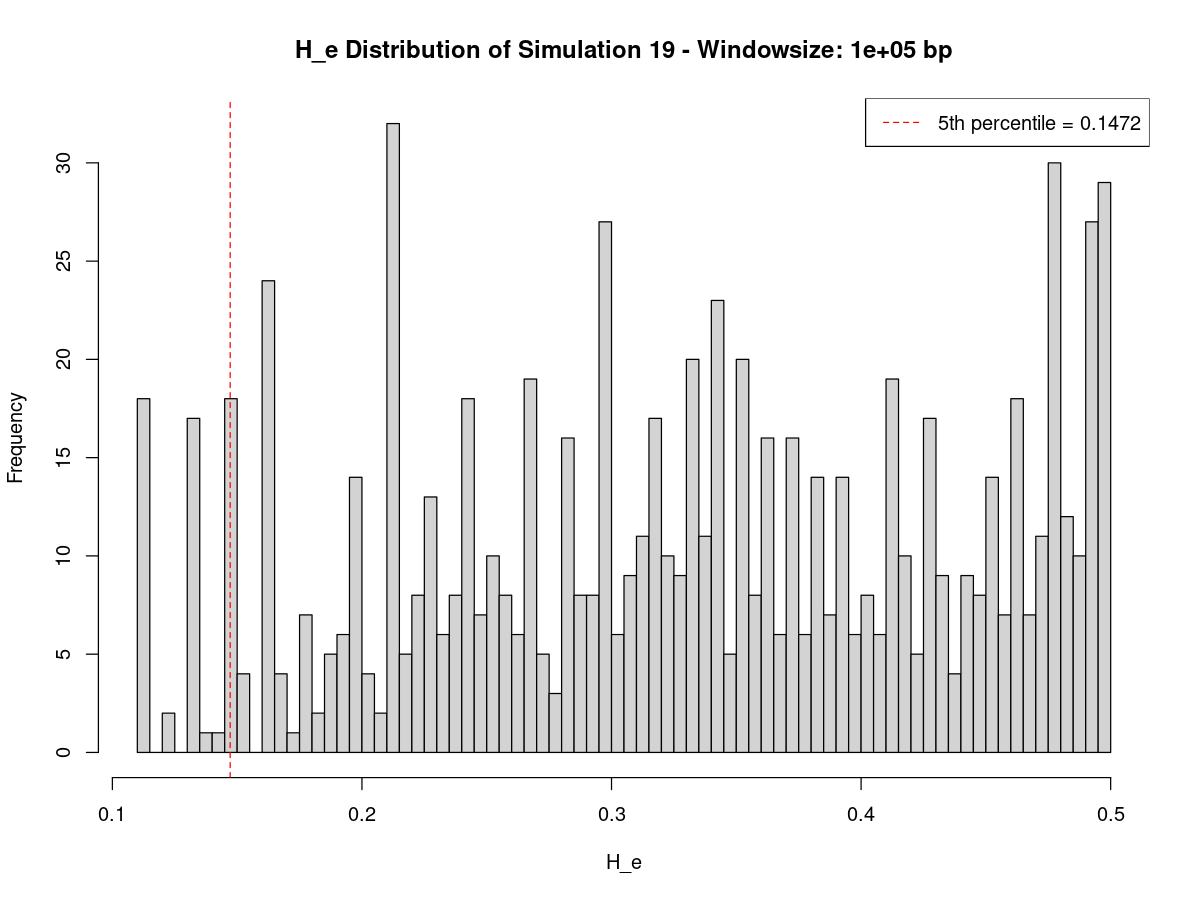 H_e Distribution of Simulation 19 - Windowsize: 1e+05 bp
5th percentile = 0.1472
Frequency
30
25
20
15
10
5
0
0.1 0.2 0.3 0.4 0.5
H_e